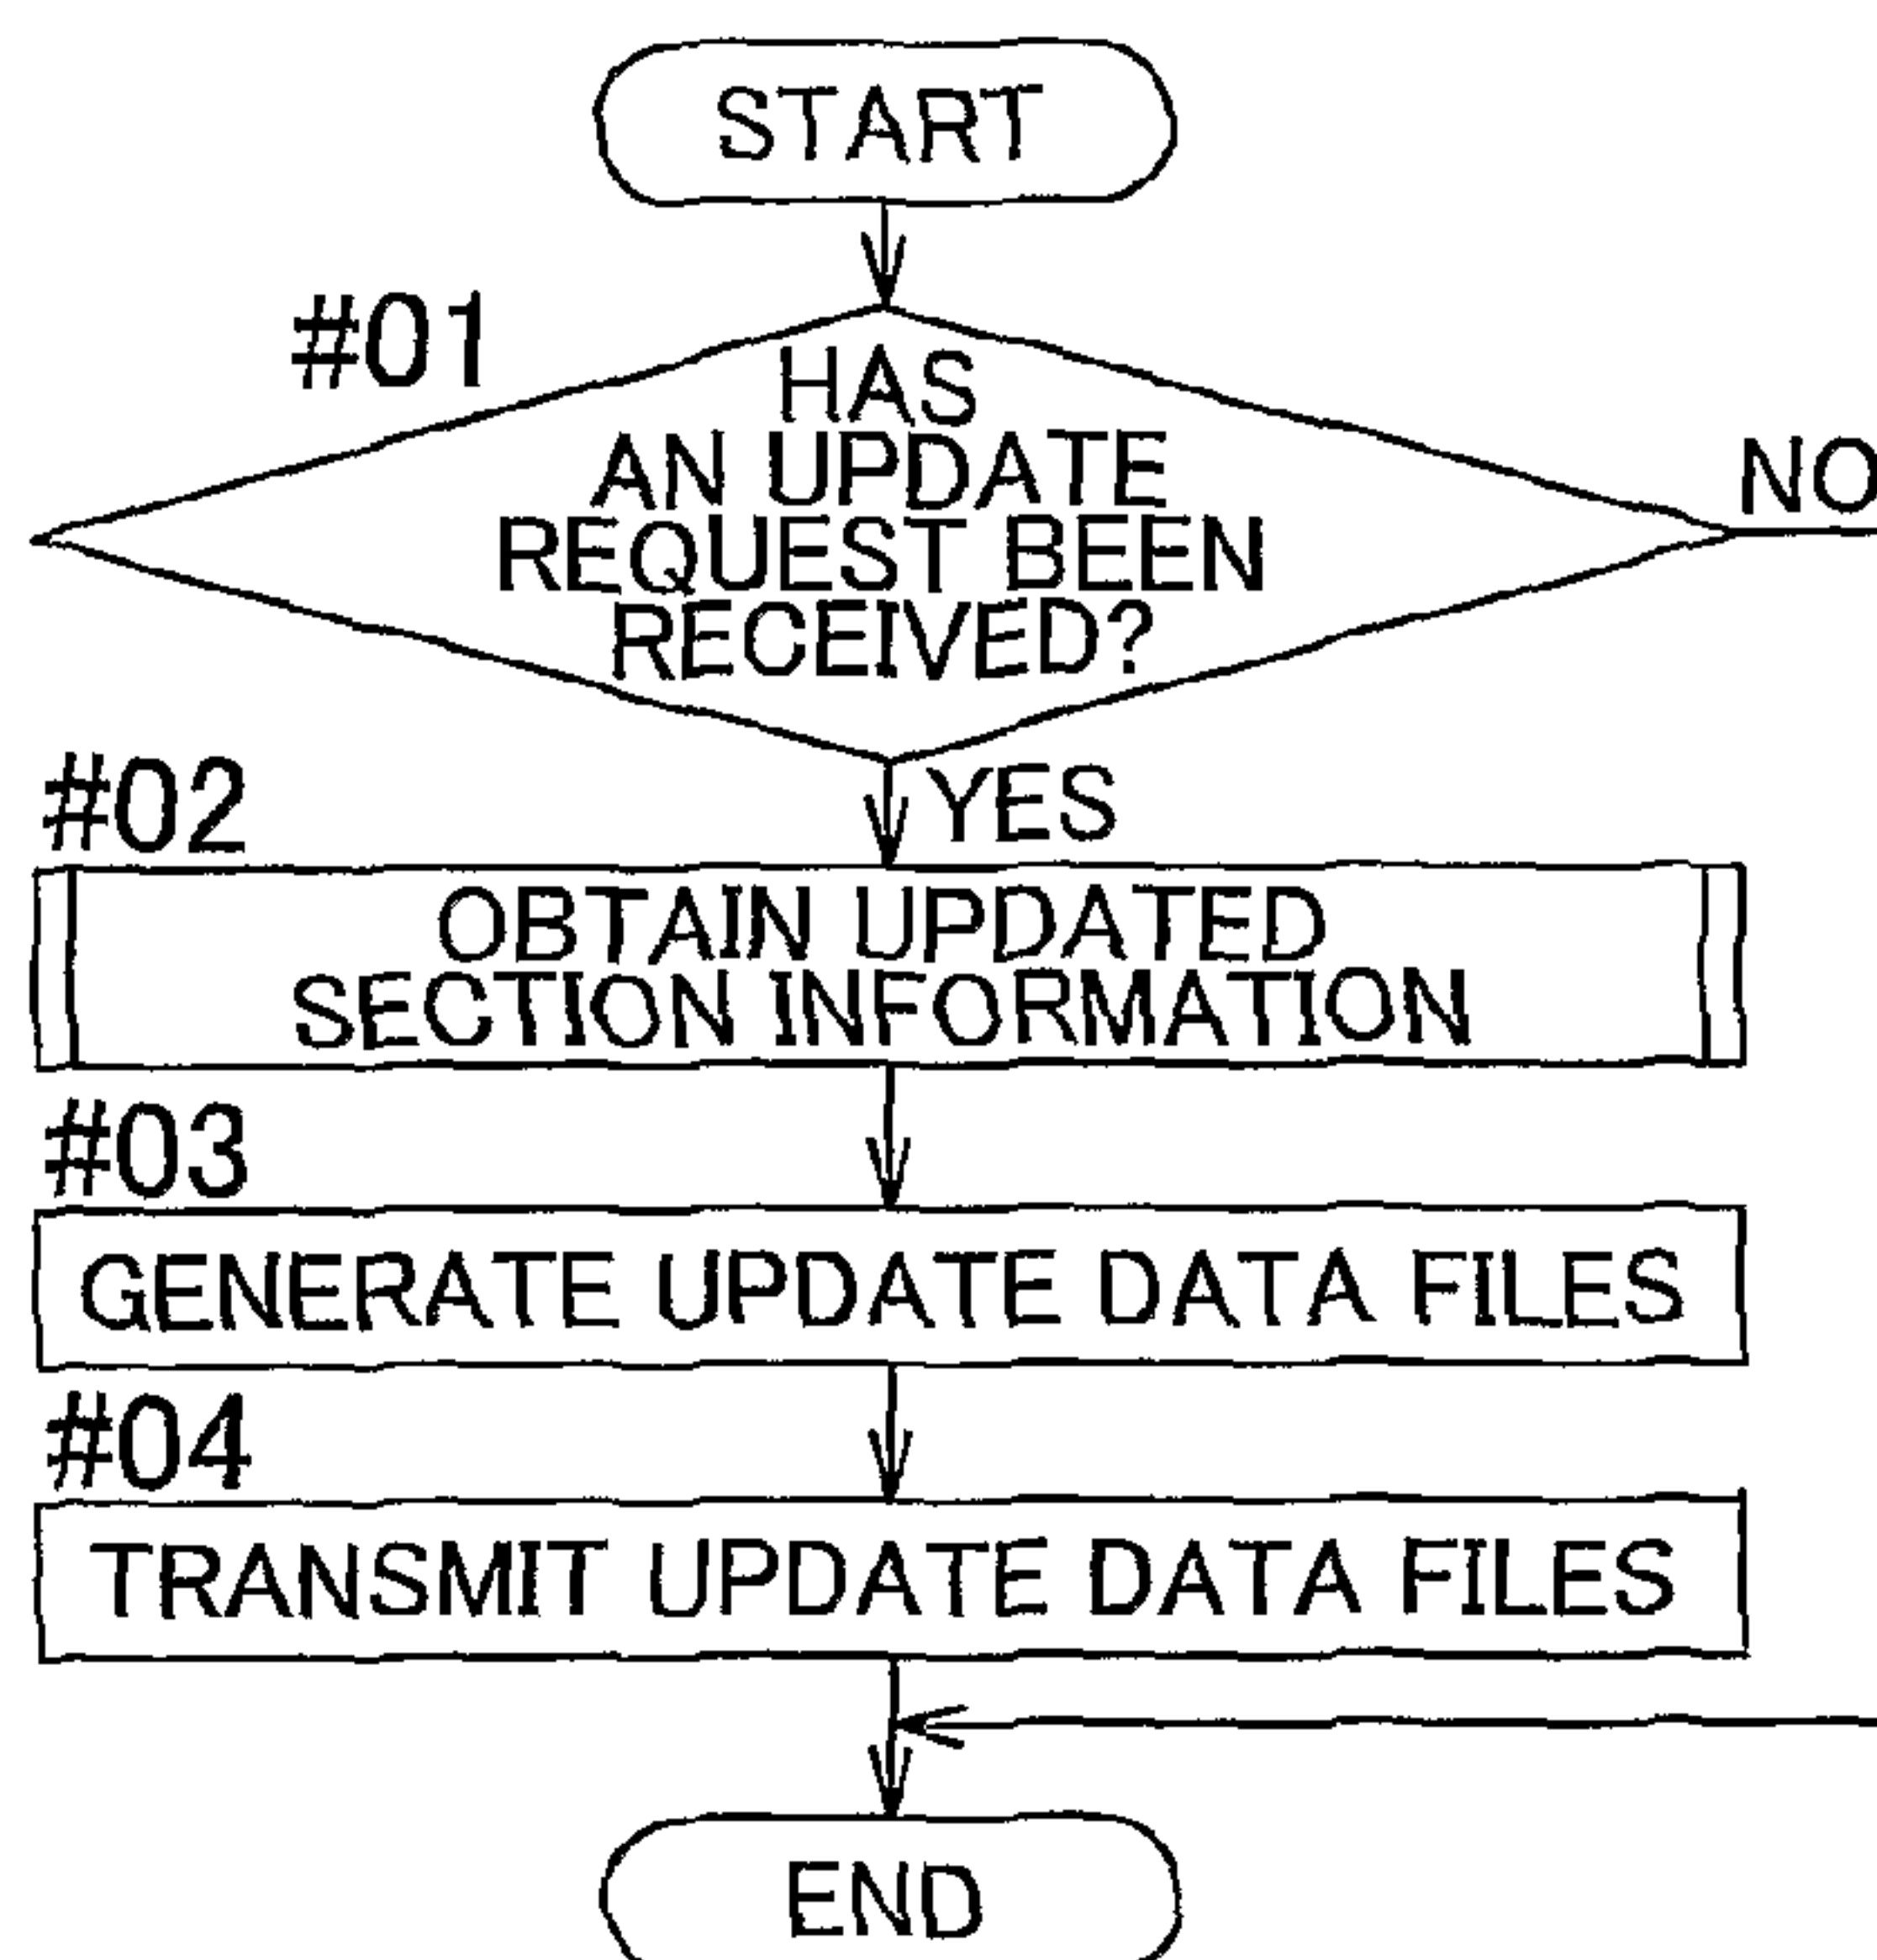 START
#01
HAS
AN UPDATE
REQUEST BEEN
RECEIVED?
NO
YES
#02
OBTAIN UPDATED
SECTION INFORMATION
#03
GENERATE UPDATE DATA FILES
#04
TRANSMIT UPDATE DATA FILES
END